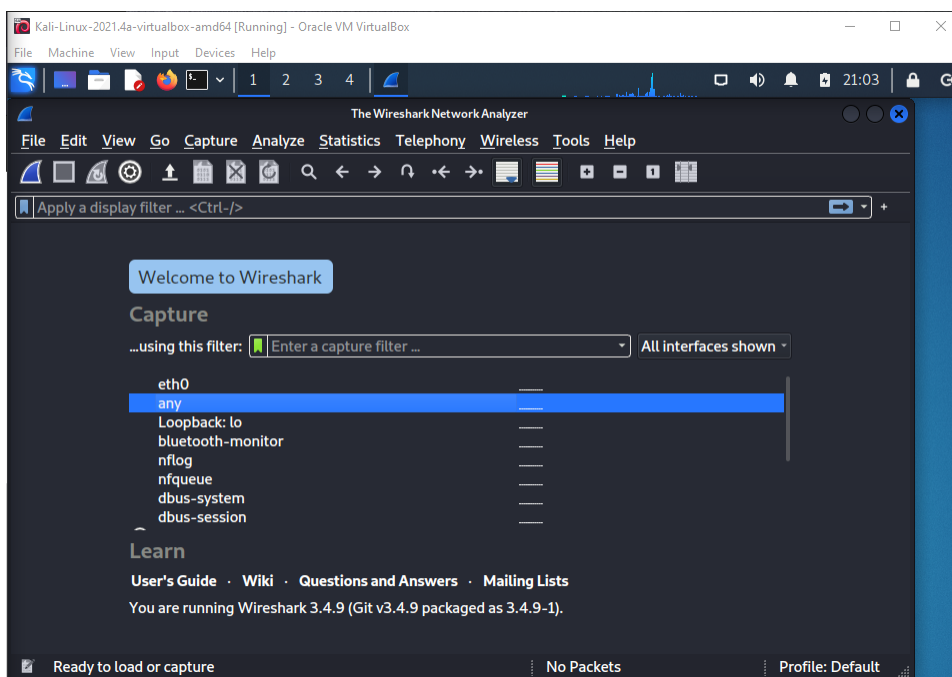 Kali-Linux-2021.4a-virtualbox-amd64 [Running] - Oracle VM VirtualBox
File Machine View Input Devices Help
1 2 3 4 21:03
The Wireshark Network Analyzer
File Edit View Go Capture Analyze Statistics Telephony Wireless Tools Help
Apply a display filter ... <Ctrl-/>
Welcome to Wireshark
Capture
...using this filter: Enter a capture filter ... All interfaces shown
eth0
any
Loopback: lo
bluetooth-monitor
nflog
nfqueue
dbus-system
dbus-session
Learn
User's Guide · Wiki · Questions and Answers · Mailing Lists
You are running Wireshark 3.4.9 (Git v3.4.9 packaged as 3.4.9-1).
Ready to load or capture No Packets Profile: Default